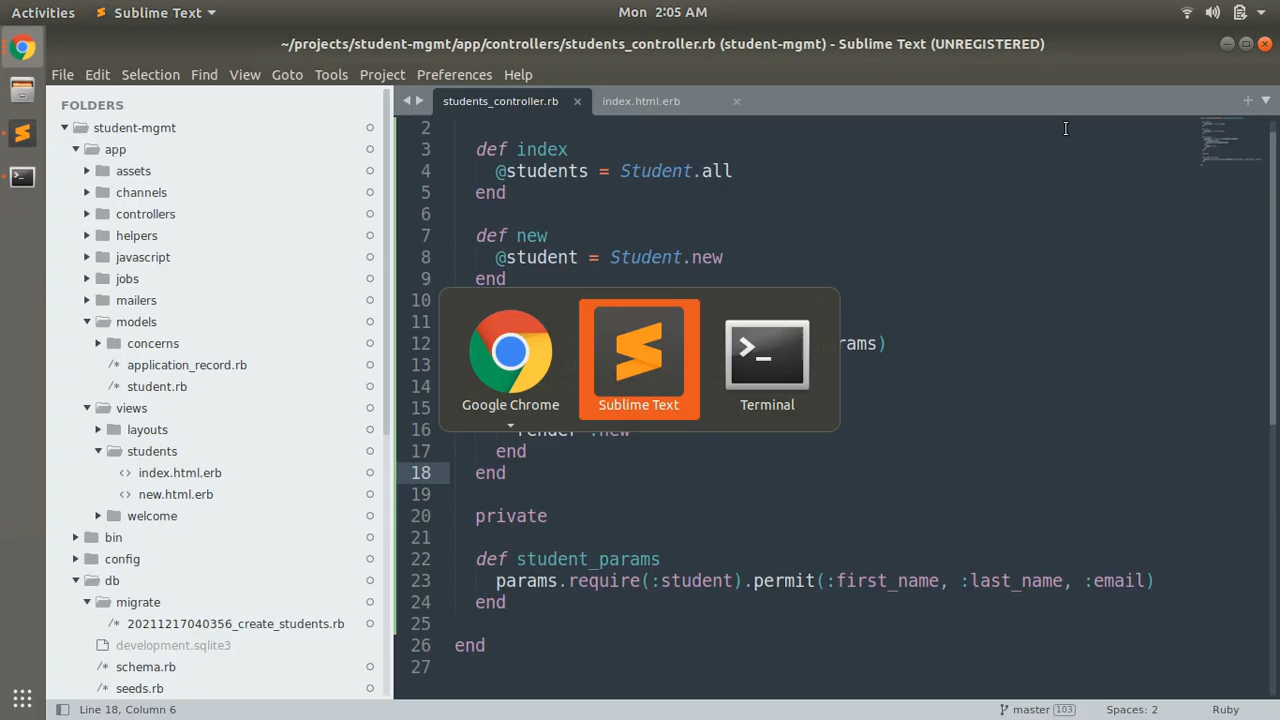 Activities
Sublime Text
Mon 2:05 AM
~/projects/student-mgmt/app/controllers/students_controller.rb (student-mgmt) - Sublime Text (UNREGISTERED)
File Edit Selection Find View Goto Tools Project Preferences Help
FOLDERS
student-mgmt
app
assets
channels
controllers
helpers
javascript
jobs
mailers
models
concerns
application_record.rb
student.rb
views
layouts
students
index.html.erb
new.html.erb
welcome
bin
config
db
migrate
20211217040356_create_students.rb
development.sqlite3
schema.rb
seeds.rb
students_controller.rb
index.html.erb
2
3 def index
4 @students = Student.all
5 end
6
7 def new
8 @student = Student.new
9 end
10
11
12 rams)
13
14
15
16 render :new
17 end
18 end
19
20 private
21
22 def student_params
23 params.require(:student).permit(:first_name, :last_name, :email)
24 end
25
26 end
27
Google Chrome
Sublime Text
Terminal
Line 18, Column 6
master 103
Spaces: 2
Ruby